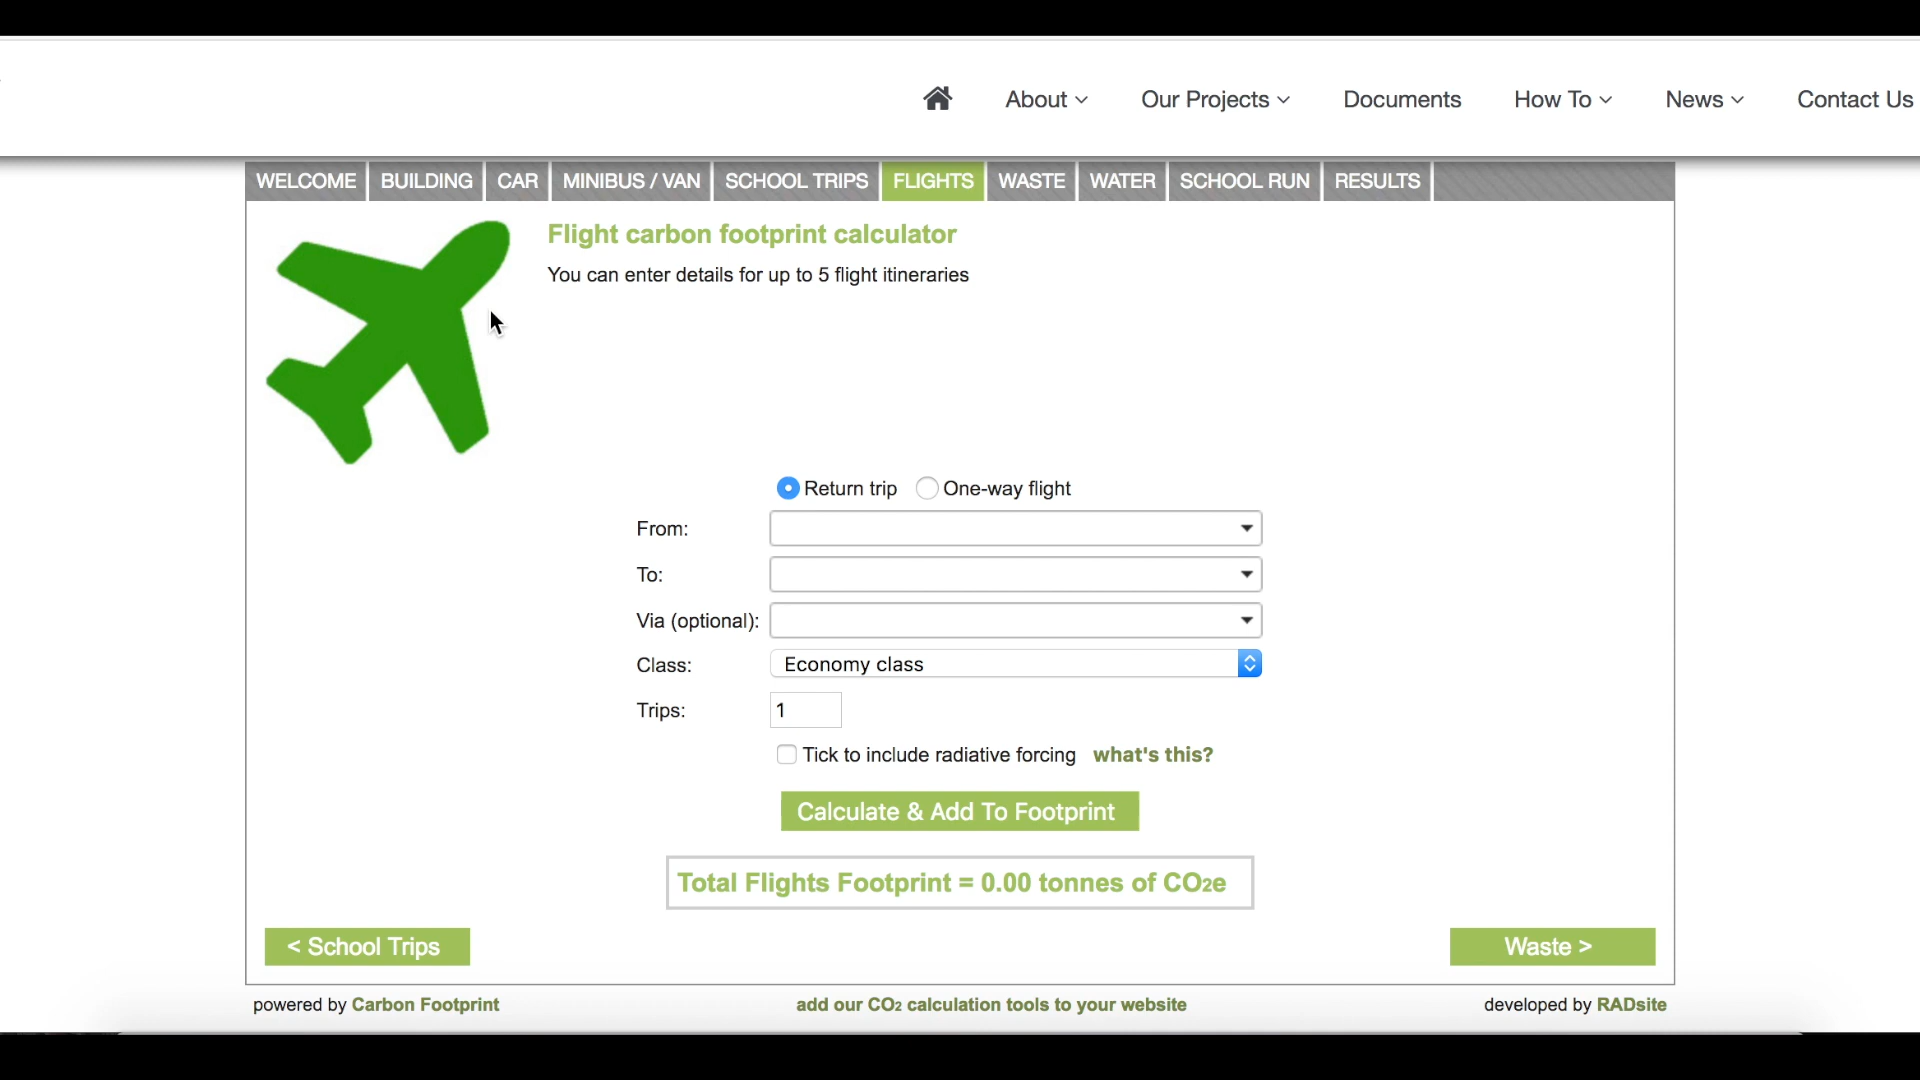 About Our Projects Documents How To News Contact Us
WELCOME BUILDING CAR MINIBUS / VAN SCHOOL TRIPS FLIGHTS WASTE WATER SCHOOL RUN RESULTS
Flight carbon footprint calculator
You can enter details for up to 5 flight itineraries
Return trip One-way flight
From:
To:
Via (optional):
Class: Economy class
Trips: 1
Tick to include radiative forcing what's this?
Calculate & Add To Footprint
Total Flights Footprint = 0.00 tonnes of CO2e
< School Trips Waste >
powered by Carbon Footprint add our CO2 calculation tools to your website developed by RADsite